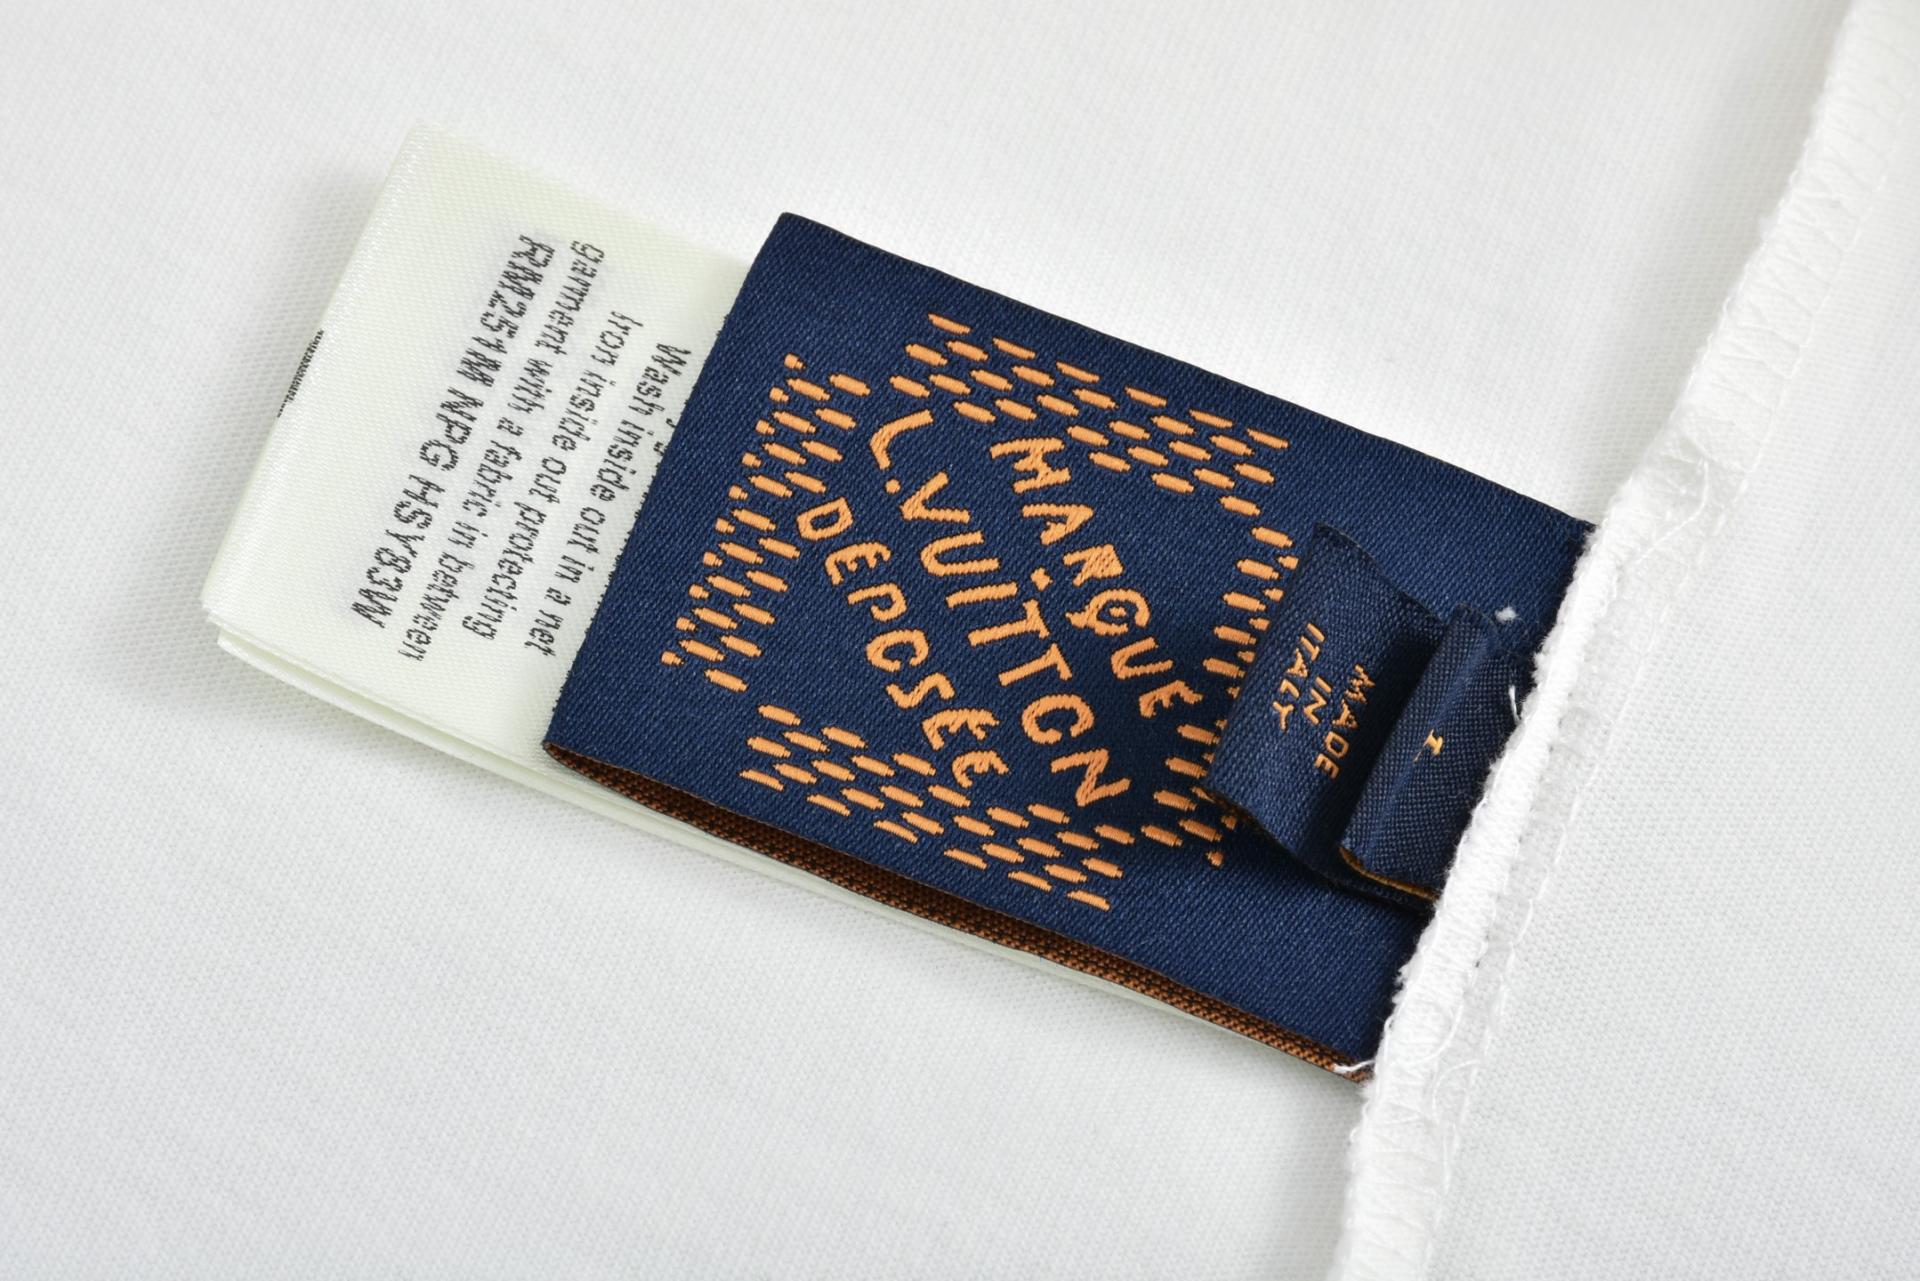 MARQUE
L.VUITTON
DEPOSEE
MADE
IN
ITALY
Wash inside out in a net
Iron inside out protecting
garment with a fabric in between
RM251M NPG HSY83W